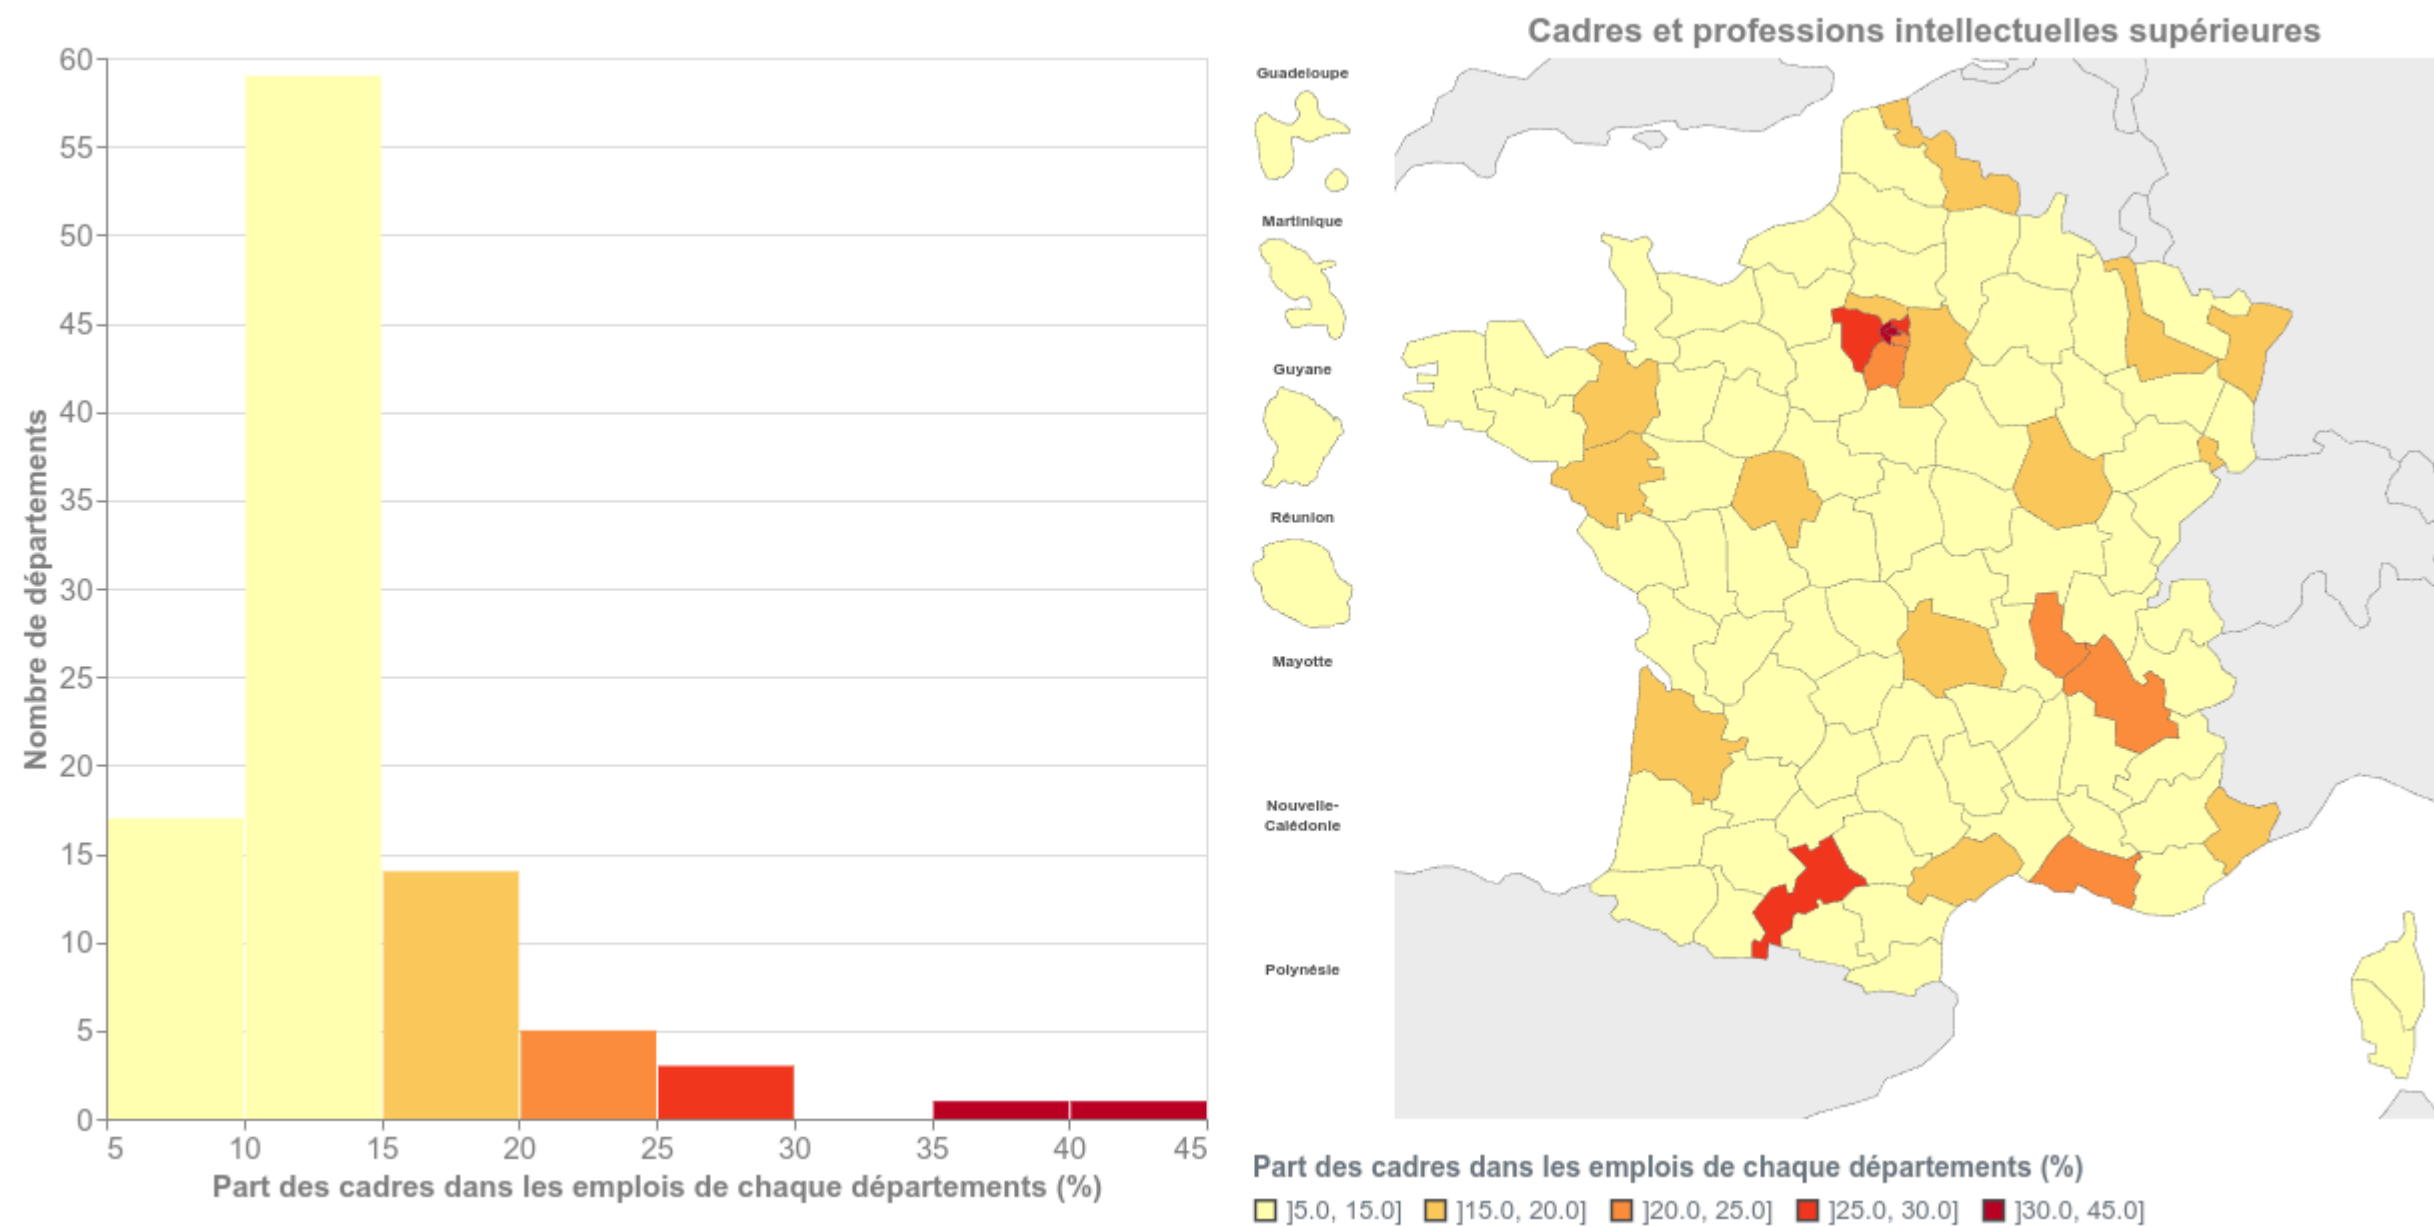 Cadres et professions intellectuelles supérieures
60
55
50
45
40
35
30
25
20
15
10
5
0
Nombre de départements
5
10
15
20
25
30
35
40
45
Part des cadres dans les emplois de chaque départements (%)
Guadeloupe
Martinique
Guyane
Réunion
Mayotte
Nouvelle-
Calédonie
Polynésie
Part des cadres dans les emplois de chaque départements (%)
]5.0, 15.0] ]15.0, 20.0] ]20.0, 25.0] ]25.0, 30.0] ]30.0, 45.0]